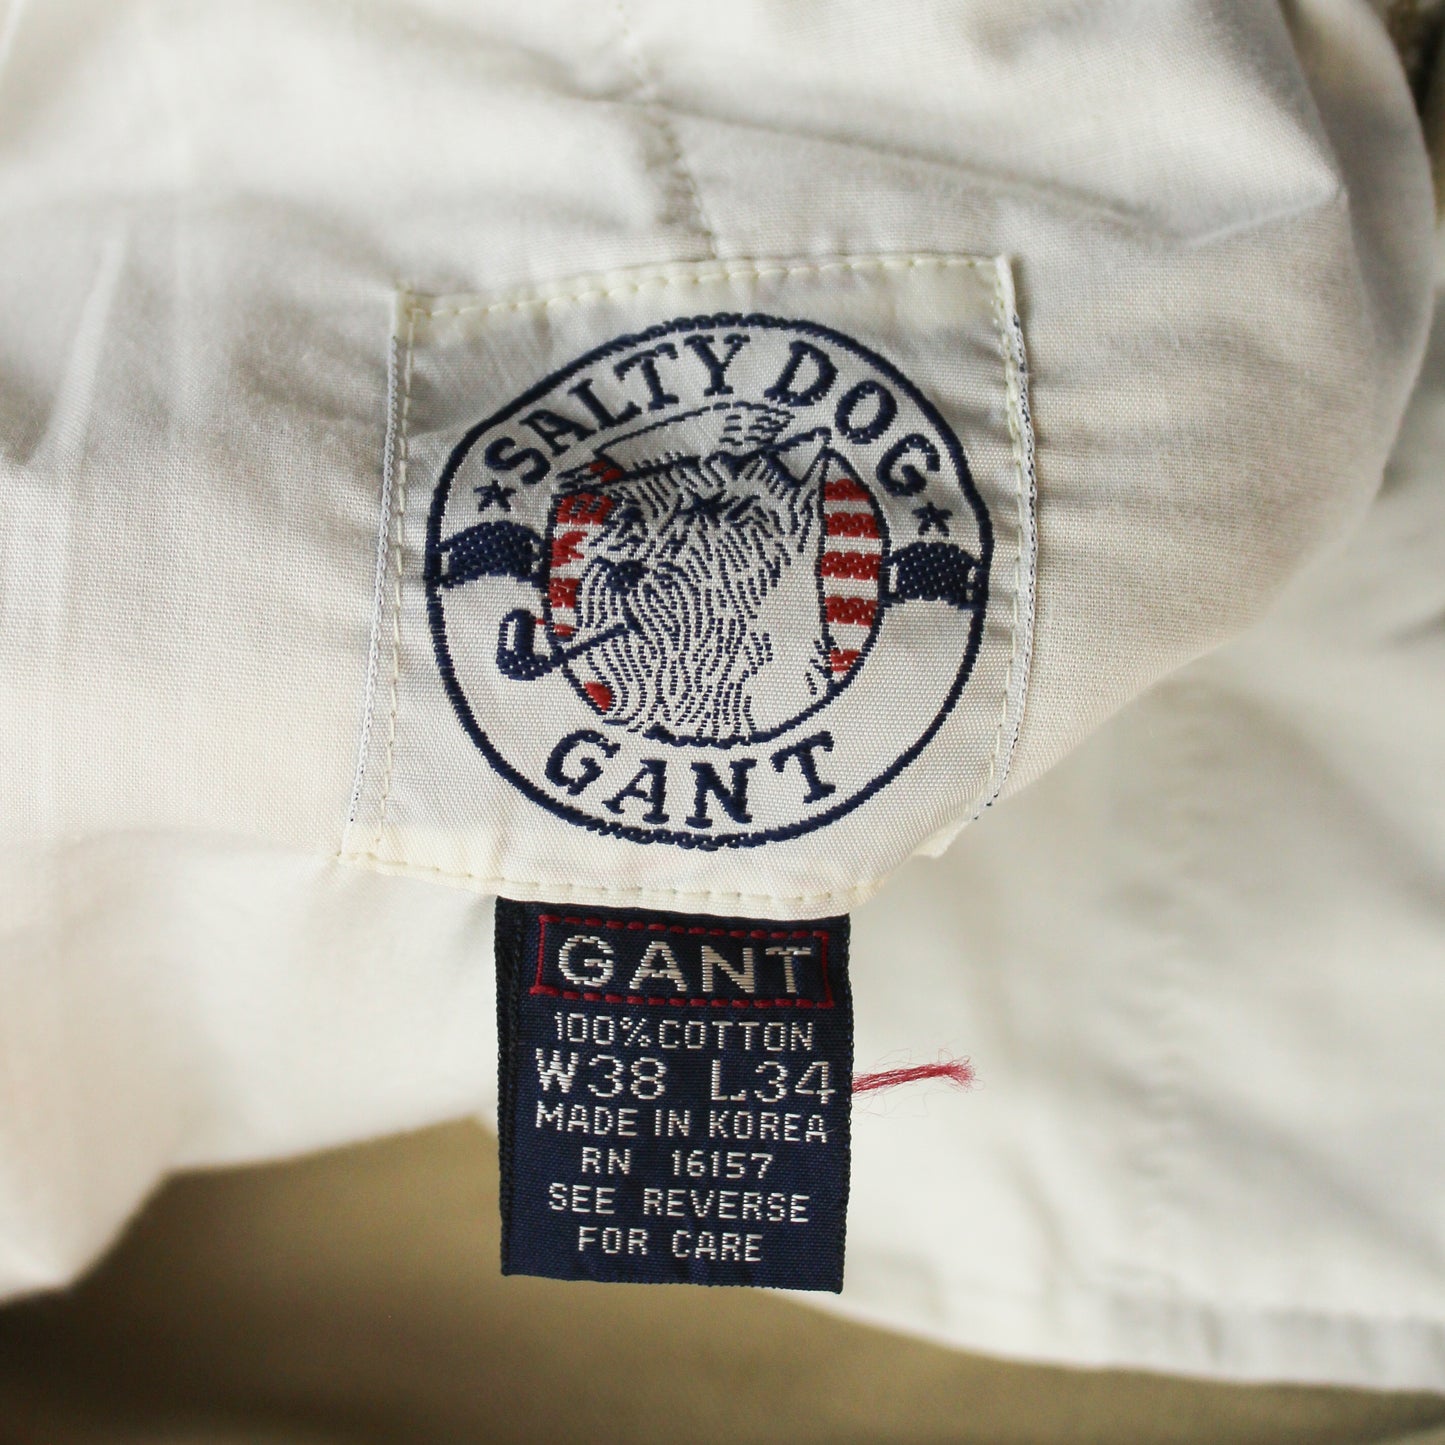 SALTY DOG
GANT
GANT
100% COTTON
W38 L34
MADE IN KOREA
RN 16157
SEE REVERSE
FOR CARE